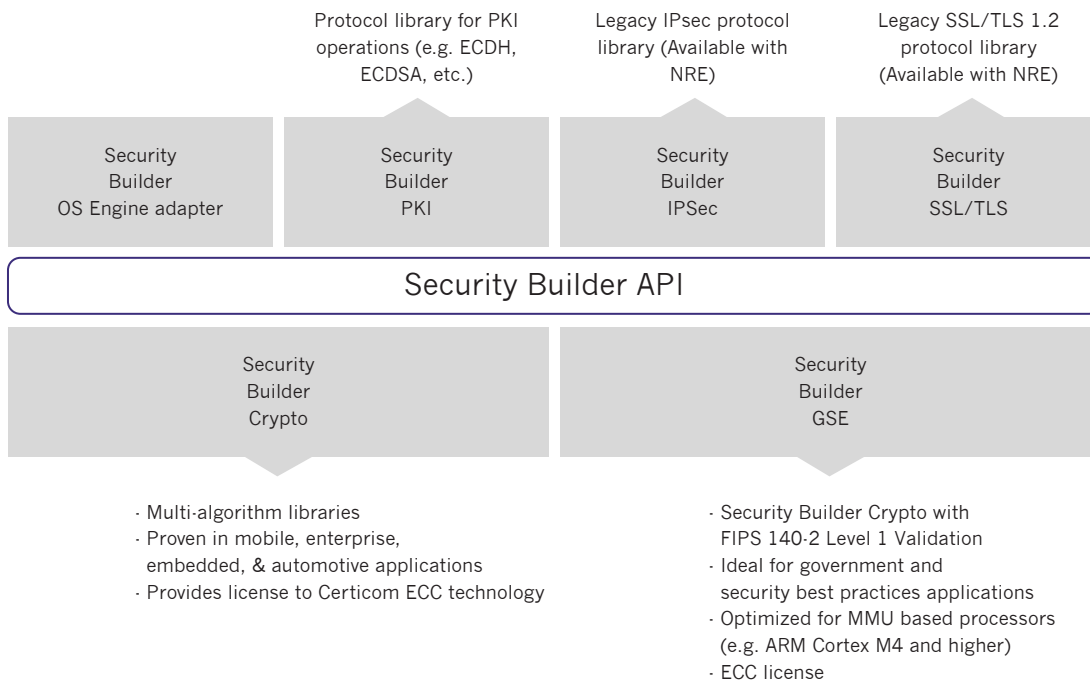 Protocol library for PKI
operations (e.g. ECDH,
ECDSA, etc.)
Legacy IPsec protocol
library (Available with
NRE)
Legacy SSL/TLS 1.2
protocol library
(Available with NRE)
Security
Builder
OS Engine adapter
Security
Builder
PKI
Security
Builder
IPSec
Security
Builder
SSL/TLS
Security Builder API
Security
Builder
Crypto
Security
Builder
GSE
· Multi-algorithm libraries
· Proven in mobile, enterprise,
embedded, & automotive applications
· Provides license to Certicom ECC technology
· Security Builder Crypto with
FIPS 140-2 Level 1 Validation
· Ideal for government and
security best practices applications
· Optimized for MMU based processors
(e.g. ARM Cortex M4 and higher)
· ECC license